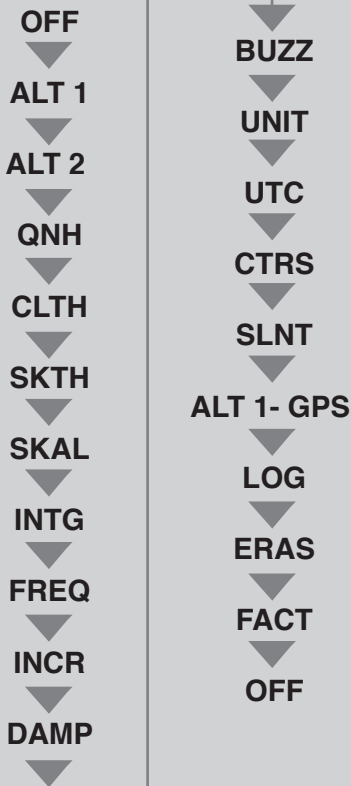 OFF
ALT 1
ALT 2
QNH
CLTH
SKTH
SKAL
INTG
FREQ
INCR
DAMP
BUZZ
UNIT
UTC
CTRS
SLNT
ALT 1- GPS
LOG
ERAS
FACT
OFF